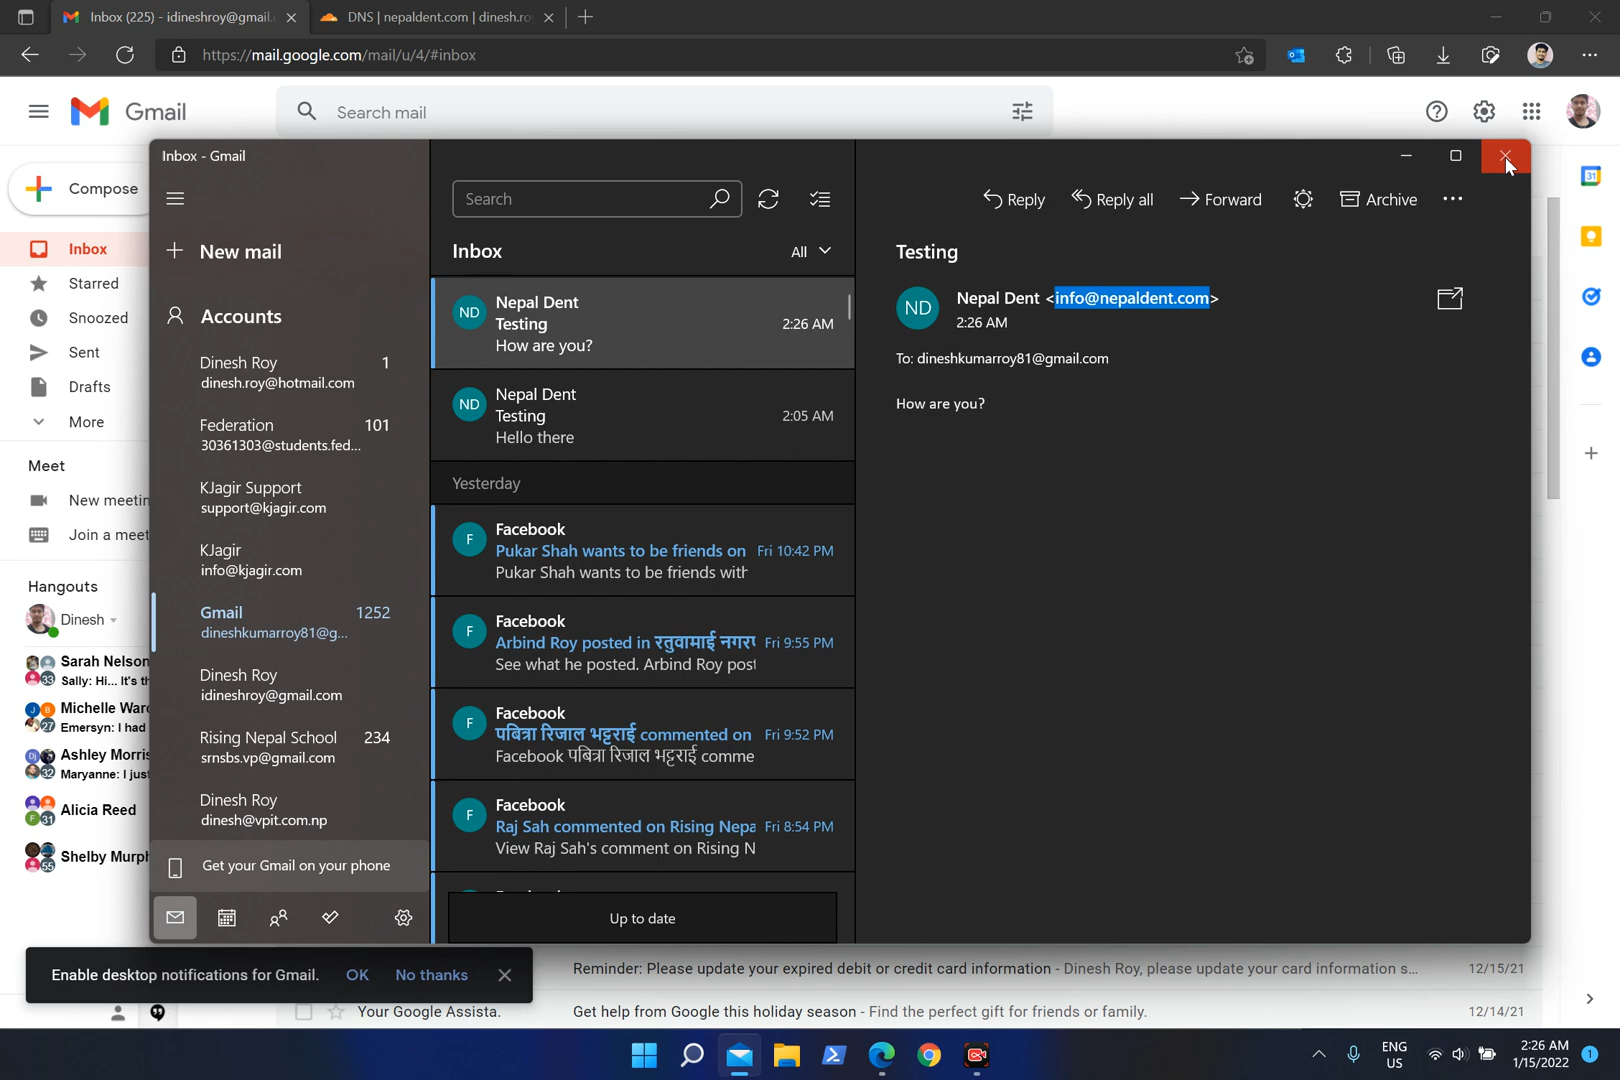 Inbox (225) - idineshroy@gmail.c
DNS | nepaldent.com | dinesh.ro
https://mail.google.com/mail/u/4/#inbox
Gmail
Search mail
Compose
Inbox
Starred
Snoozed
Sent
Drafts
More
Meet
New meetin
Join a meet
Hangouts
Dinesh
33
Sarah Nelson
Sally: Hi... It's th
27
Michelle Ward
Emersyn: I had
32
Ashley Morris
Maryanne: I just
31
Alicia Reed
55
Shelby Murph
Inbox - Gmail
New mail
Accounts
Dinesh Roy 1
dinesh.roy@hotmail.com
Federation 101
30361303@students.fed...
KJagir Support
support@kjagir.com
KJagir
info@kjagir.com
Gmail 1252
dineshkumarroy81@g...
Dinesh Roy
idineshroy@gmail.com
Rising Nepal School 234
srnsbs.vp@gmail.com
Dinesh Roy
dinesh@vpit.com.np
Get your Gmail on your phone
Search
Inbox All
ND Nepal Dent
Testing 2:26 AM
How are you?
ND Nepal Dent
Testing 2:05 AM
Hello there
Yesterday
F Facebook
Pukar Shah wants to be friends on Fri 10:42 PM
Pukar Shah wants to be friends with
F Facebook
Arbind Roy posted in रतुवामाई नगरप Fri 9:55 PM
See what he posted. Arbind Roy post
F Facebook
पबित्रा रिजाल भट्टराई commented on Fri 9:52 PM
Facebook पबित्रा रिजाल भट्टराई comme
F Facebook
Raj Sah commented on Rising Nepa Fri 8:54 PM
View Raj Sah's comment on Rising N
Up to date
Reply Reply all Forward Archive
Testing
ND Nepal Dent <info@nepaldent.com>
2:26 AM
To: dineshkumarroy81@gmail.com
How are you?
31
Enable desktop notifications for Gmail. OK No thanks
Reminder: Please update your expired debit or credit card information - Dinesh Roy, please update your card information s... 12/15/21
Your Google Assista. Get help from Google this holiday season - Find the perfect gift for friends or family. 12/14/21
ENG
US
2:26 AM
1/15/2022
1